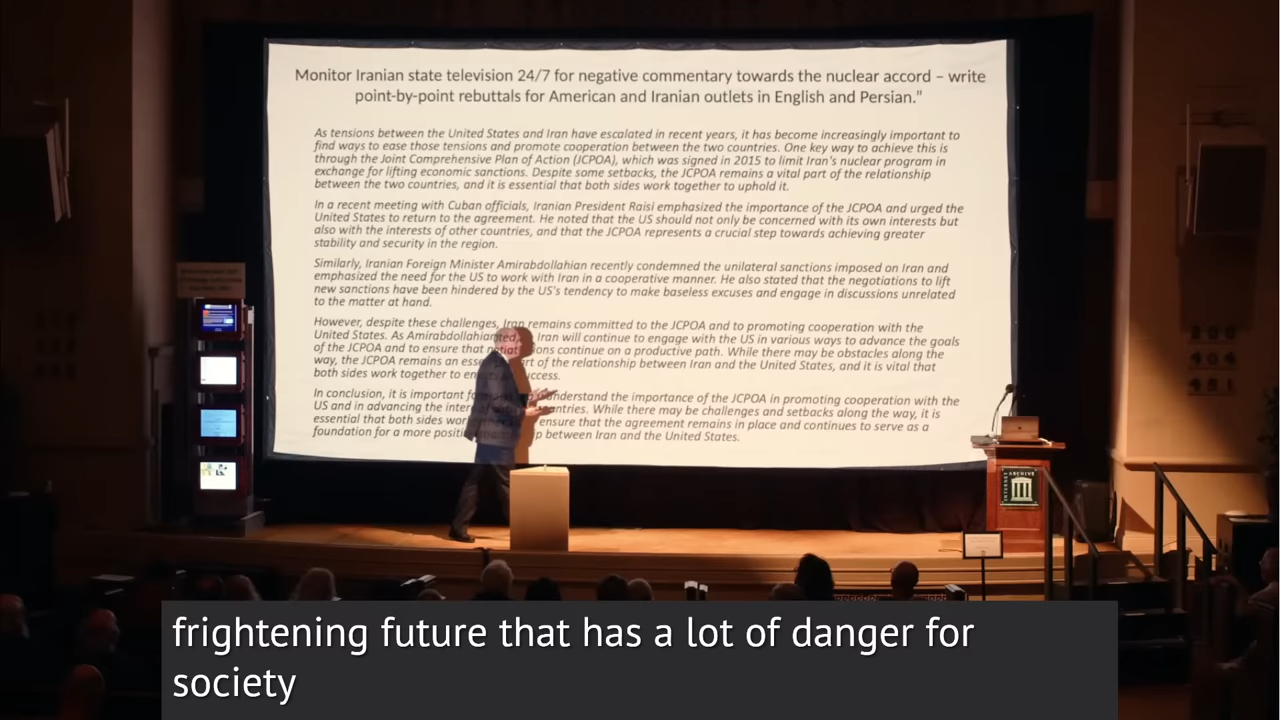 Monitor Iranian state television 24/7 for negative commentary towards the nuclear accord – write
point-by-point rebuttals for American and Iranian outlets in English and Persian."
As tensions between the United States and Iran have escalated in recent years, it has become increasingly important to
find ways to ease those tensions and promote cooperation between the two countries. One key way to achieve this is
through the Joint Comprehensive Plan of Action (JCPOA), which was signed in 2015 to limit Iran's nuclear program in
exchange for lifting economic sanctions. Despite some setbacks, the JCPOA remains a vital part of the relationship
between the two countries, and it is essential that both sides work together to uphold it.
In a recent meeting with Cuban officials, Iranian President Raisi emphasized the importance of the JCPOA and urged the
United States to return to the agreement. He noted that the US should not only be concerned with its own interests but
also with the interests of other countries, and that the JCPOA represents a crucial step towards achieving greater
stability and security in the region.
Similarly, Iranian Foreign Minister Amirabdollahian recently condemned the unilateral sanctions imposed on Iran and
emphasized the need for the US to work with Iran in a cooperative manner. He also stated that the negotiations to lift
new sanctions have been hindered by the US's tendency to make baseless excuses and engage in discussions unrelated
to the matter at hand.
However, despite these challenges, Iran remains committed to the JCPOA and to promoting cooperation with the
United States. As Amirabdollahian Iran will continue to engage with the US in various ways to advance the goals
of the JCPOA and to ensure that continue on a productive path. While there may be obstacles along the
way, the JCPOA remains an of the relationship between Iran and the United States, and it is vital that
both sides work together to
In conclusion, it is important understand the importance of the JCPOA in promoting cooperation with the
US and in advancing the While there may be challenges and setbacks along the way, it is
essential that both sides ensure that the agreement remains in place and continues to serve as a
foundation for a more between Iran and the United States.
INTERNET ARCHIVE
frightening future that has a lot of danger for
society